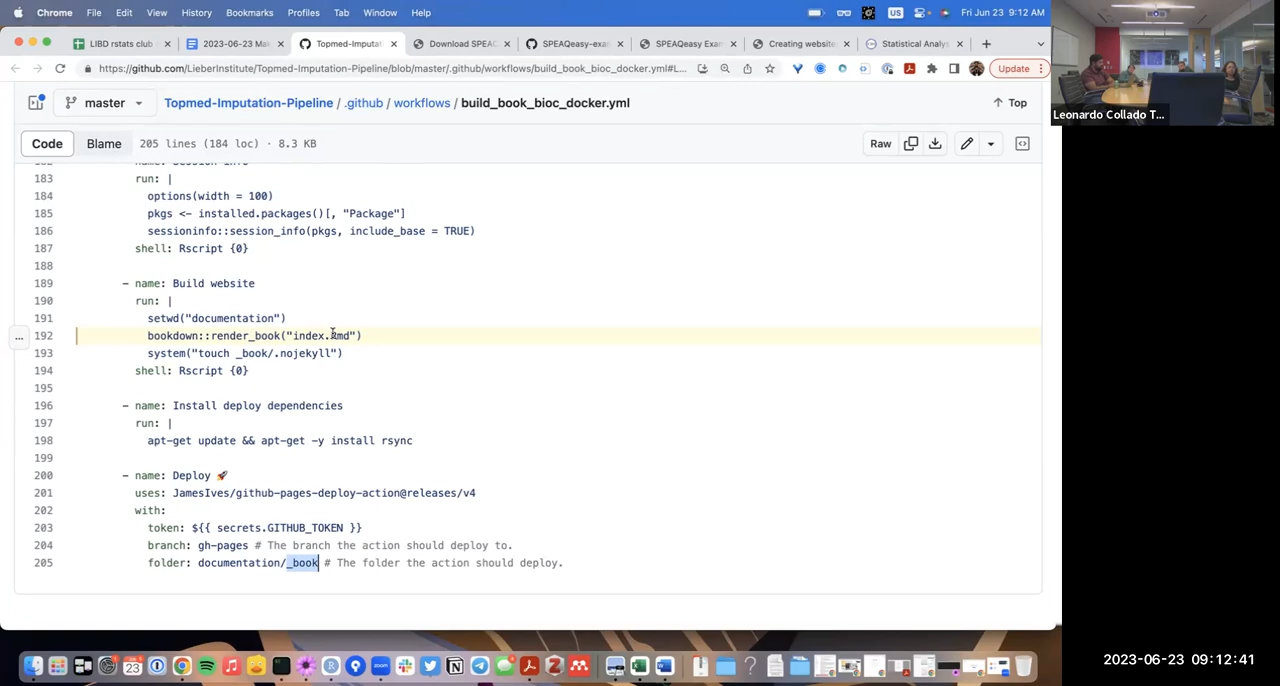 Chrome File Edit View History Bookmarks Profiles Tab Window Help
US
Fri Jun 23 9:12 AM
LIBD rstats club
2023-06-23 Ma
Topmed-Imputat
Download SPEAC
SPEAQeasy-exam
SPEAQeasy Exam
Creating website
Statistical Analys
https://github.com/LieberInstitute/Topmed-Imputation-Pipeline/blob/master/.github/workflows/build_book_bioc_docker.yml#L...
Update
master
Topmed-Imputation-Pipeline / .github / workflows / build_book_bioc_docker.yml
Top
Code Blame 205 lines (184 loc) · 8.3 KB
Raw
183 run: |
184 options(width = 100)
185 pkgs <- installed.packages()[, "Package"]
186 sessioninfo::session_info(pkgs, include_base = TRUE)
187 shell: Rscript {0}
188
189 - name: Build website
190 run: |
191 setwd("documentation")
192 bookdown::render_book("index.Rmd")
193 system("touch _book/.nojekyll")
194 shell: Rscript {0}
195
196 - name: Install deploy dependencies
197 run: |
198 apt-get update && apt-get -y install rsync
199
200 - name: Deploy 🚀
201 uses: JamesIves/github-pages-deploy-action@releases/v4
202 with:
203 token: ${{ secrets.GITHUB_TOKEN }}
204 branch: gh-pages # The branch the action should deploy to.
205 folder: documentation/_book # The folder the action should deploy.
Leonardo Collado T...
23
2023-06-23 09:12:41